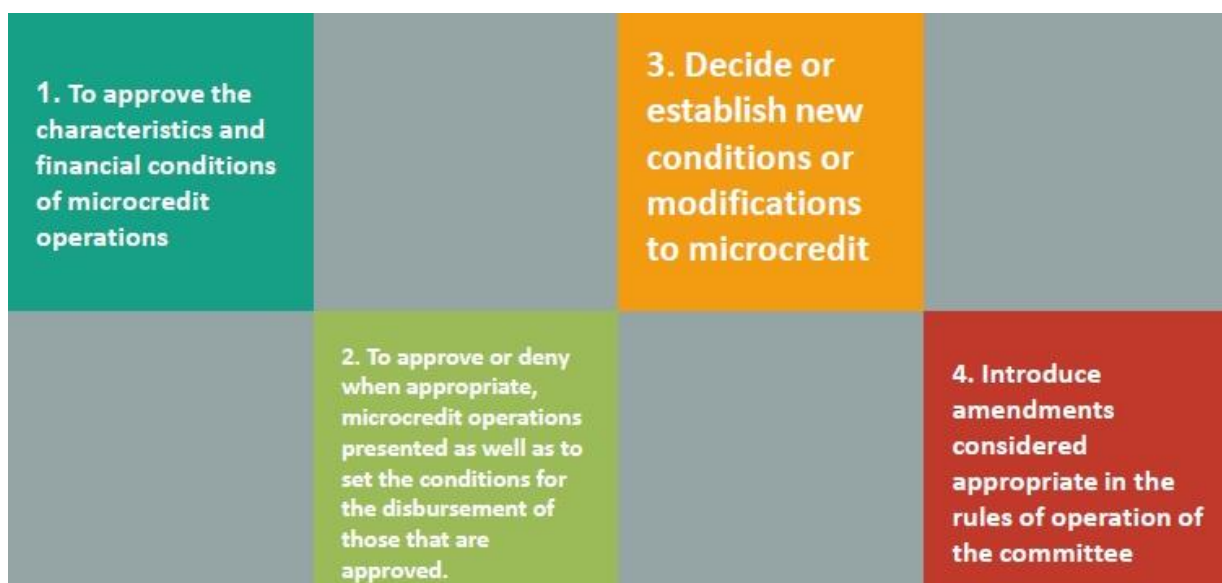 1. To approve the
characteristics and
financial conditions
of microcredit
operations
2. To approve or deny
when appropriate,
microcredit operations
presented as well as to
set the conditions for
the disbursement of
those that are
approved.
3. Decide or
establish new
conditions or
modifications
to microcredit
4. Introduce
amendments
considered
appropriate in the
rules of operation of
the committee